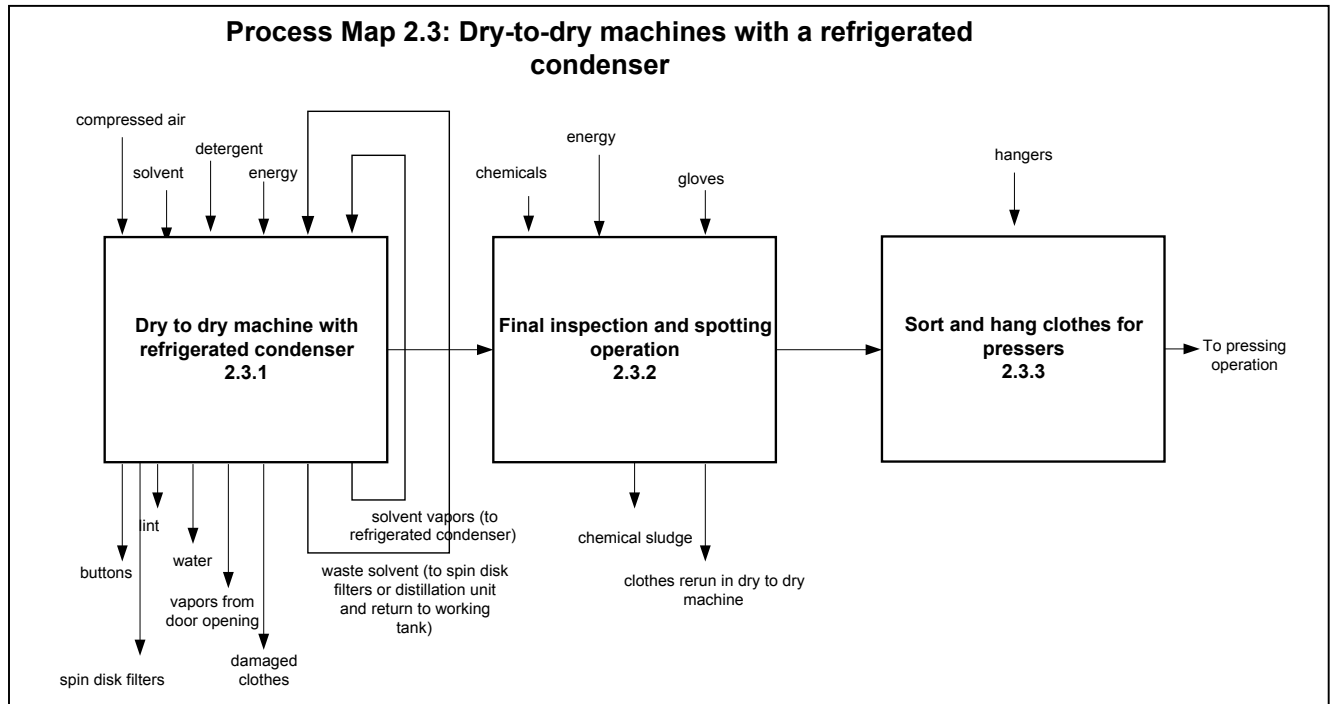 Process Map 2.3: Dry-to-dry machines with a refrigerated
condenser
compressed air
solvent
detergent
energy
chemicals
energy
gloves
hangers
Dry to dry machine with
refrigerated condenser
2.3.1
Final inspection and spotting
operation
2.3.2
Sort and hang clothes for
pressers
2.3.3
To pressing
operation
buttons
spin disk filters
lint
water
vapors from
door opening
damaged
clothes
solvent vapors (to
refrigerated condenser)
waste solvent (to spin disk
filters or distillation unit
and return to working
tank)
chemical sludge
clothes rerun in dry to dry
machine